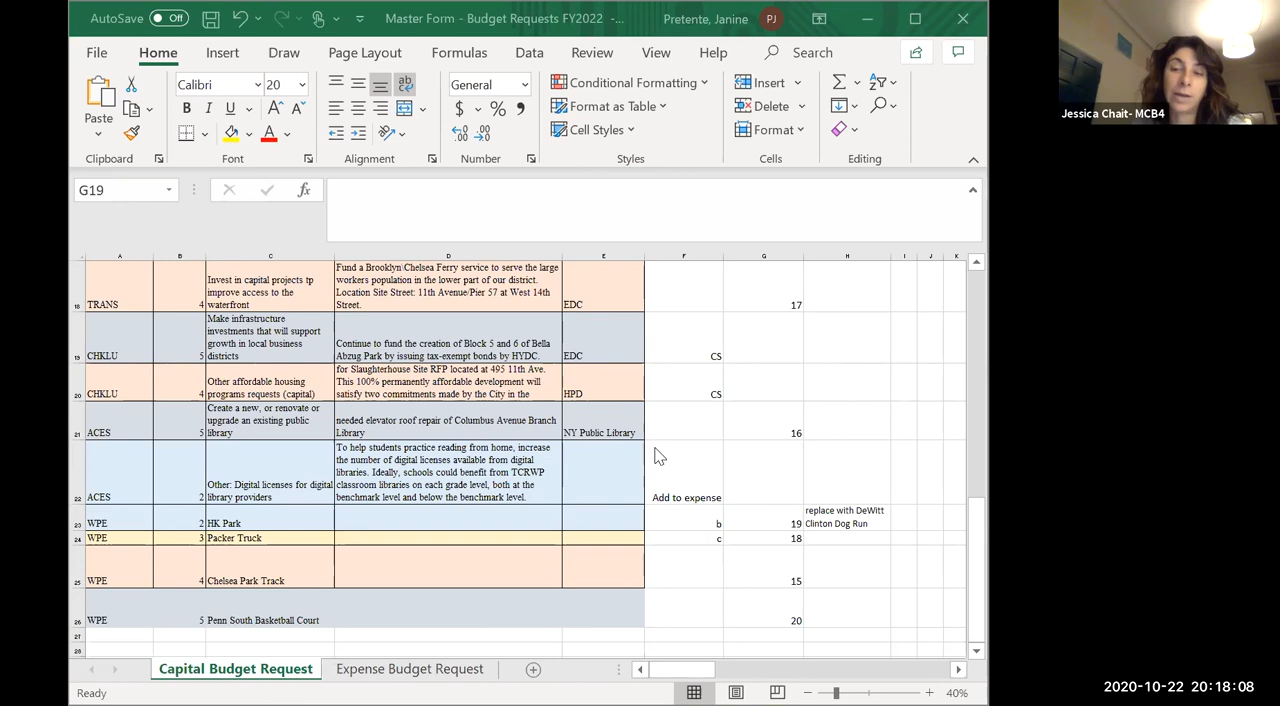 AutoSave Off Master Form - Budget Requests FY2022 -... Pretente, Janine PJ
File Home Insert Draw Page Layout Formulas Data Review View Help Search
Paste
Calibri 20
B I U A A
A
General
$ % ,
Conditional Formatting
Format as Table
Cell Styles
Insert
Delete
Format
Clipboard Font Alignment Number Styles Cells Editing
G19 fx
A B C D E F G H I J K
18 TRANS 4
Invest in capital projects tp
improve access to the
waterfront
Fund a Brooklyn\Chelsea Ferry service to serve the large
workers population in the lower part of our district.
Location Site Street: 11th Avenue/Pier 57 at West 14th
Street.
EDC 17
19 CHKLU 5
Make infrastructure
investments that will support
growth in local business
districts
Continue to fund the creation of Block 5 and 6 of Bella
Abzug Park by issuing tax-exempt bonds by HYDC.
EDC CS
20 CHKLU 4
Other affordable housing
programs requests (capital)
for Slaughterhouse Site RFP located at 495 11th Ave.
This 100% permanently affordable development will
satisfy two commitments made by the City in the
HPD CS
21 ACES 5
Create a new, or renovate or
upgrade an existing public
library
needed elevator roof repair of Columbus Avenue Branch
Library
NY Public Library 16
22 ACES 2
Other: Digital licenses for digital
library providers
To help students practice reading from home, increase
the number of digital licenses available from digital
libraries. Ideally, schools could benefit from TCRWP
classroom libraries on each grade level, both at the
benchmark level and below the benchmark level.
Add to expense
23 WPE 2 HK Park b 19
replace with DeWitt
Clinton Dog Run
24 WPE 3 Packer Truck c 18
25 WPE 4 Chelsea Park Track 15
26 WPE 5 Penn South Basketball Court 20
27
28
Capital Budget Request Expense Budget Request
Ready 40%
Jessica Chait- MCB4
2020-10-22 20:18:08